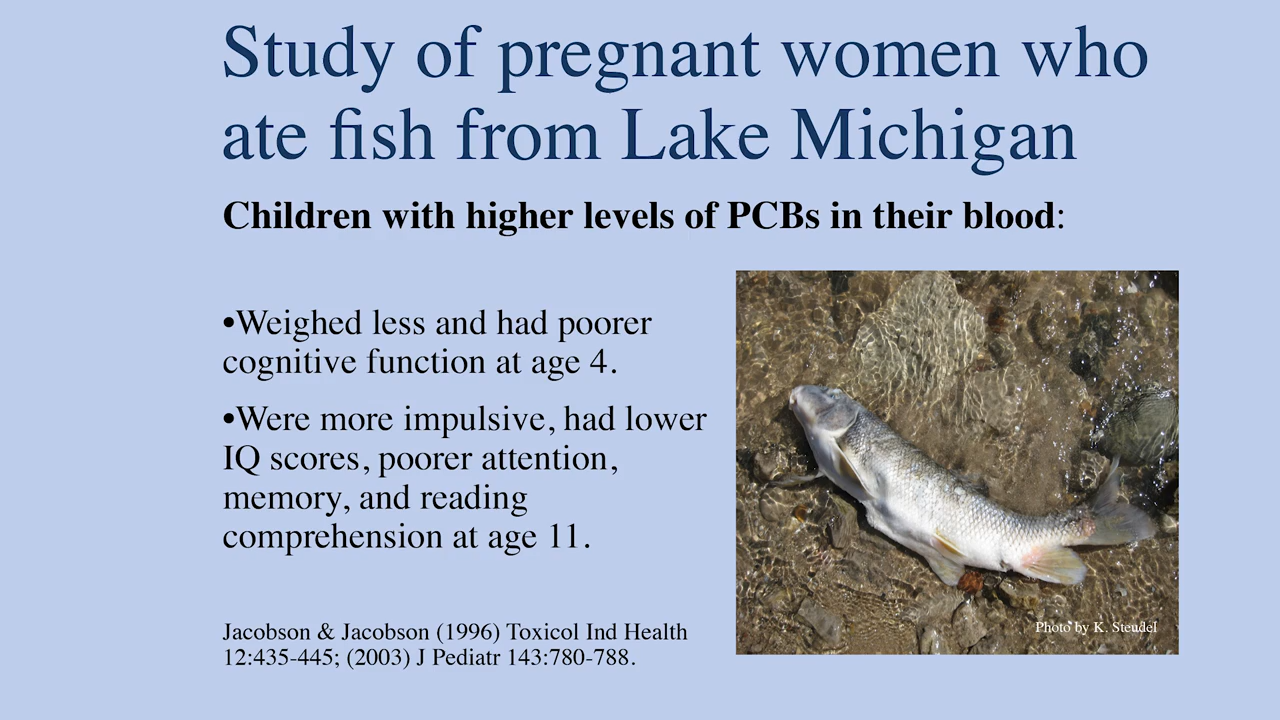 Study of pregnant women who
ate fish from Lake Michigan
Children with higher levels of PCBs in their blood:
•Weighed less and had poorer
cognitive function at age 4.
•Were more impulsive, had lower
IQ scores, poorer attention,
memory, and reading
comprehension at age 11.
Jacobson & Jacobson (1996) Toxicol Ind Health
12:435-445; (2003) J Pediatr 143:780-788.
Photo by K. Steudel